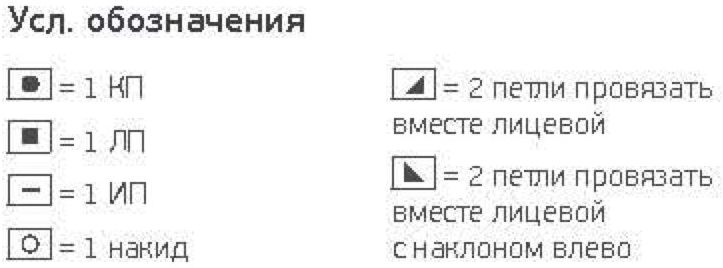 Усл. обозначения
= 1 КП
= 1 ЛП
= 1 ИП
= 1 накид
= 2 петли провязать
вместе лицевой
= 2 петли провязать
вместе лицевой
с наклоном влево